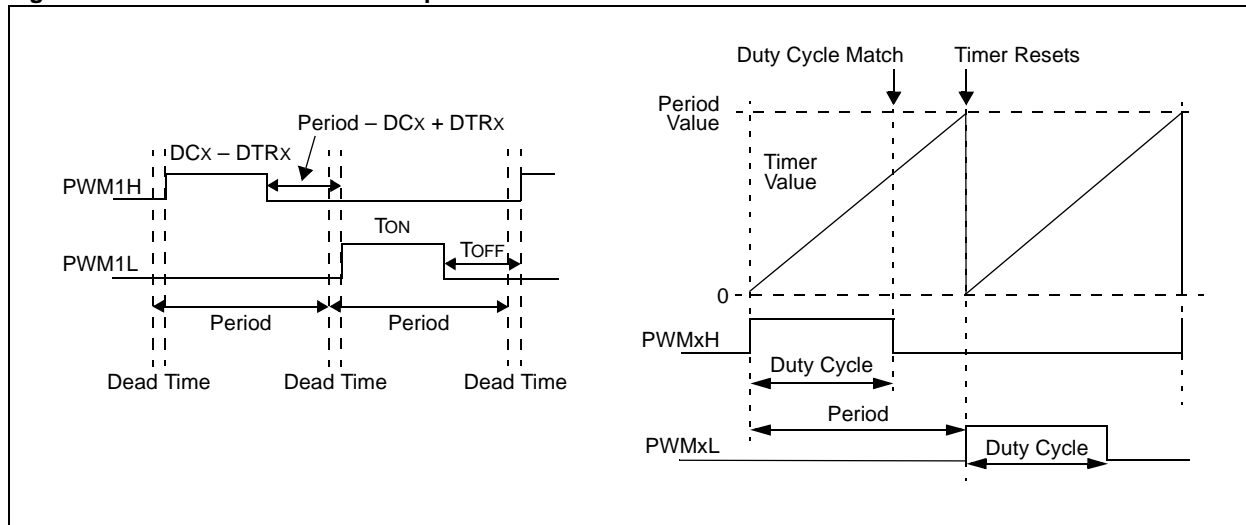 Period – DCX + DTRX
DCX – DTRX
PWM1H
TON
TOFF
PWM1L
Period
Period
Dead Time
Dead Time
Dead Time
Duty Cycle Match
Timer Resets
Period
Value
Timer
Value
0
PWMxH
Duty Cycle
Period
PWMxL
Duty Cycle